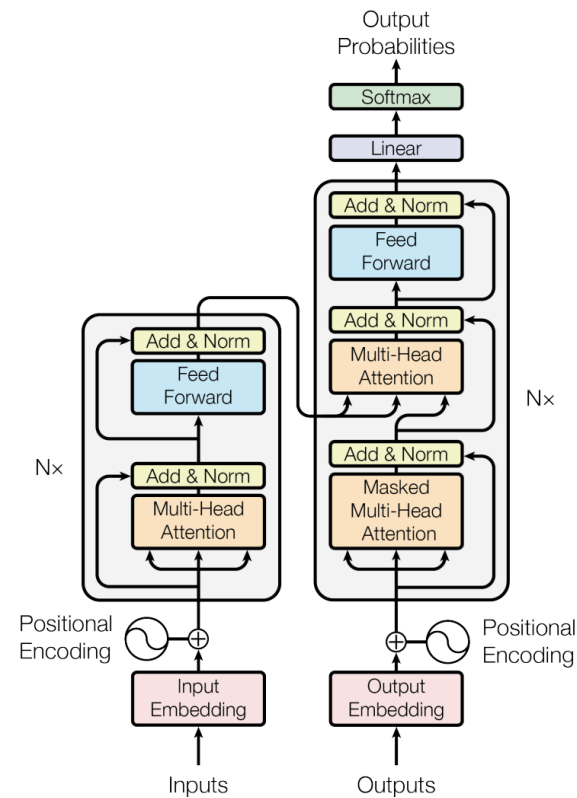 Output
Probabilities
Softmax
Linear
Add & Norm
Feed
Forward
Add & Norm
Multi-Head
Attention
Add & Norm
Masked
Multi-Head
Attention
N×
Add & Norm
Feed
Forward
Add & Norm
Multi-Head
Attention
N×
Positional
Encoding
Positional
Encoding
Input
Embedding
Output
Embedding
Inputs
Outputs